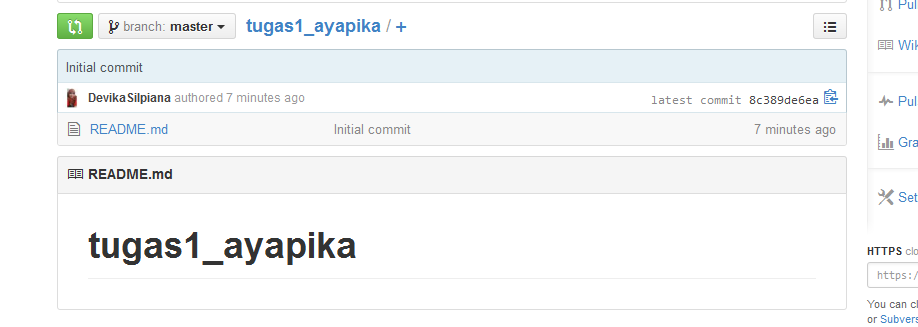 branch: master tugas1_ayapika / +
Initial commit
DevikaSilpiana authored 7 minutes ago latest commit 8c389de6ea
README.md Initial commit 7 minutes ago
README.md
tugas1_ayapika
Pul
Wik
Pul
Gra
Set
HTTPS clo
https:/
You can cl
or Subvers